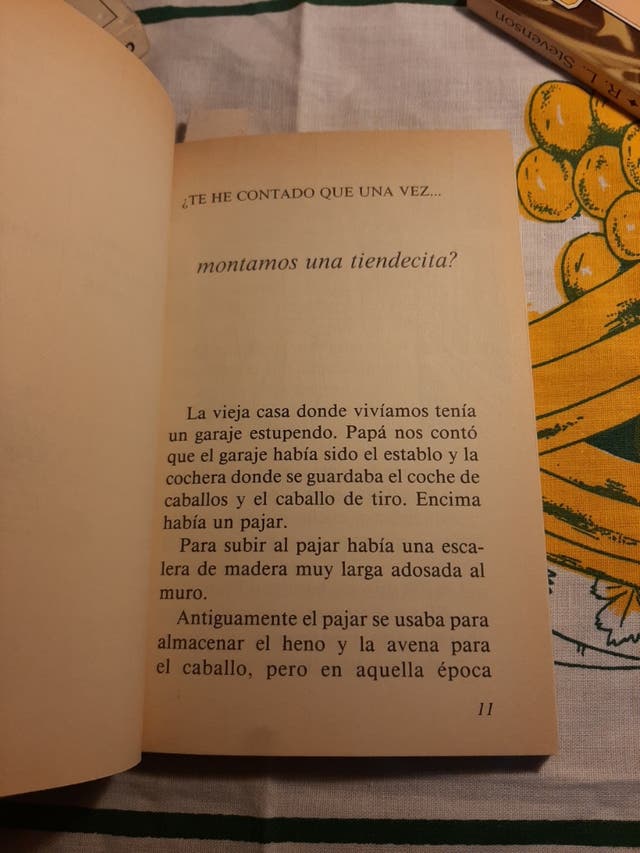 R. L. Stevenson
¿TE HE CONTADO QUE UNA VEZ...
montamos una tiendecita?
La vieja casa donde vivíamos tenía
un garaje estupendo. Papá nos contó
que el garaje había sido el establo y la
cochera donde se guardaba el coche de
caballos y el caballo de tiro. Encima
había un pajar.
Para subir al pajar había una esca-
lera de madera muy larga adosada al
muro.
Antiguamente el pajar se usaba para
almacenar el heno y la avena para
el caballo, pero en aquella época
11